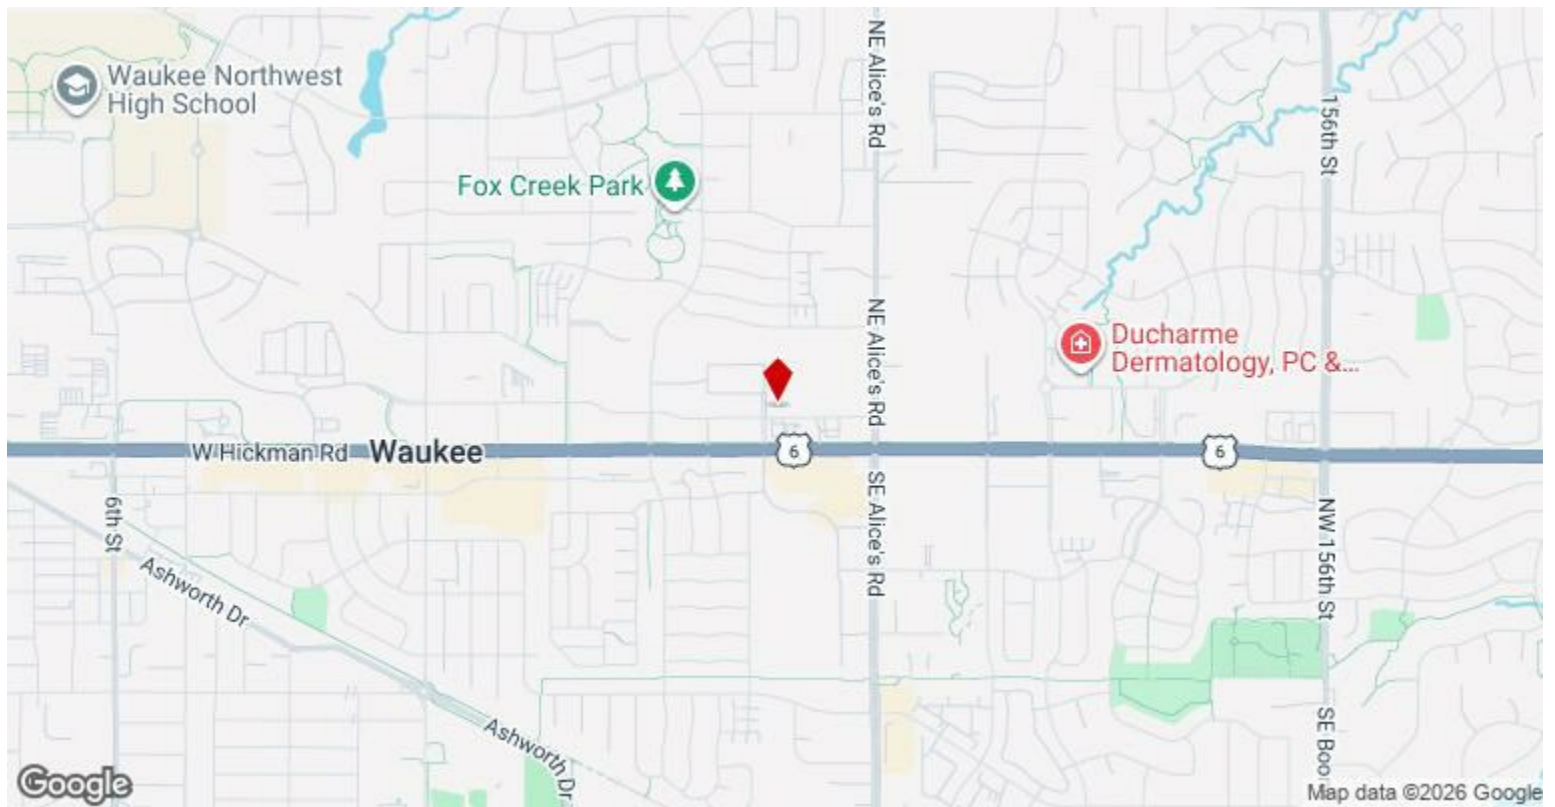 NE Alice's Rd
Waukee Northwest
High School
156th St
Fox Creek Park
NE Alice's Rd
Ducharme
Dermatology, PC &...
W Hickman Rd
Waukee
6
6
6th St
SE Alice's Rd
NW 156th St
Ashworth Dr
SE Boo
Ashworth Dr
Google
Map data ©2026 Google